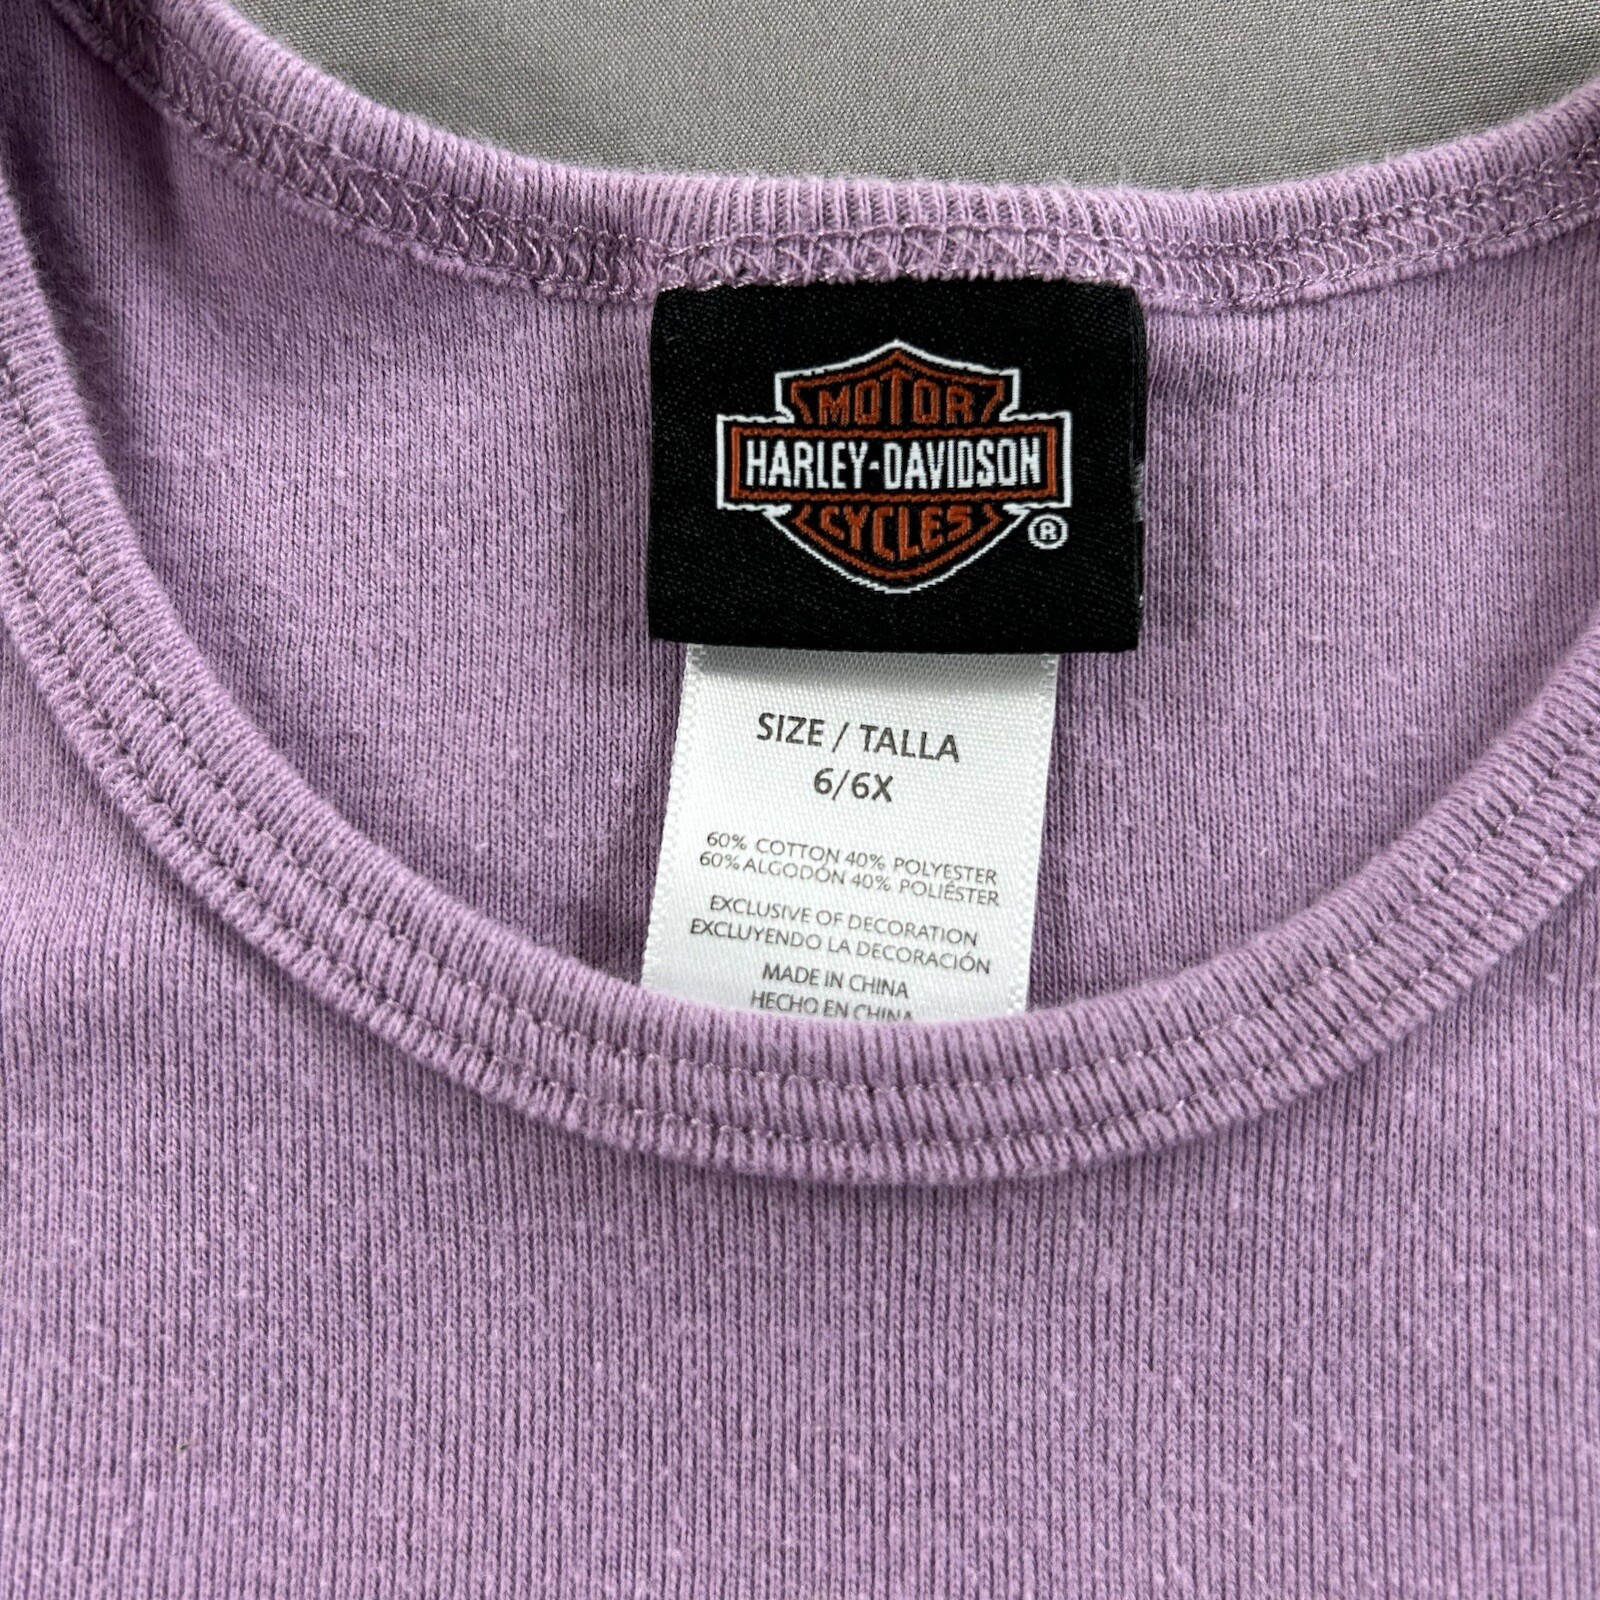 MOTOR
HARLEY-DAVIDSON
CYCLES
®
SIZE / TALLA
6/6X
60% COTTON 40% POLYESTER
60% ALGODÓN 40% POLIÉSTER
EXCLUSIVE OF DECORATION
EXCLUYENDO LA DECORACIÓN
MADE IN CHINA
HECHO EN CHINA